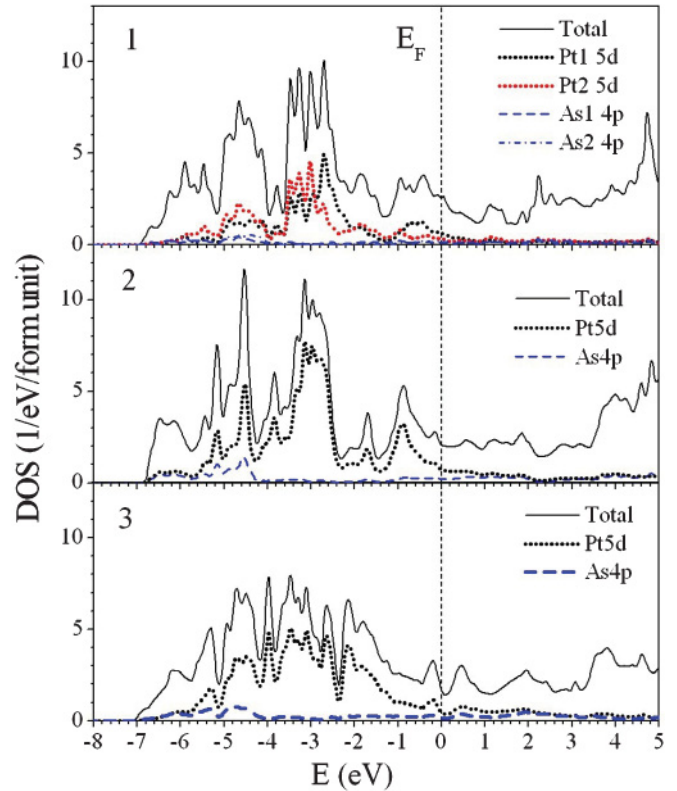 1
E_F
Total
Pt1 5d
Pt2 5d
As1 4p
As2 4p
10
5
0
2
Total
Pt5d
As4p
10
5
0
3
Total
Pt5d
As4p
10
5
0
-8 -7 -6 -5 -4 -3 -2 -1 0 1 2 3 4 5
E (eV)
DOS (1/eV/form.unit)